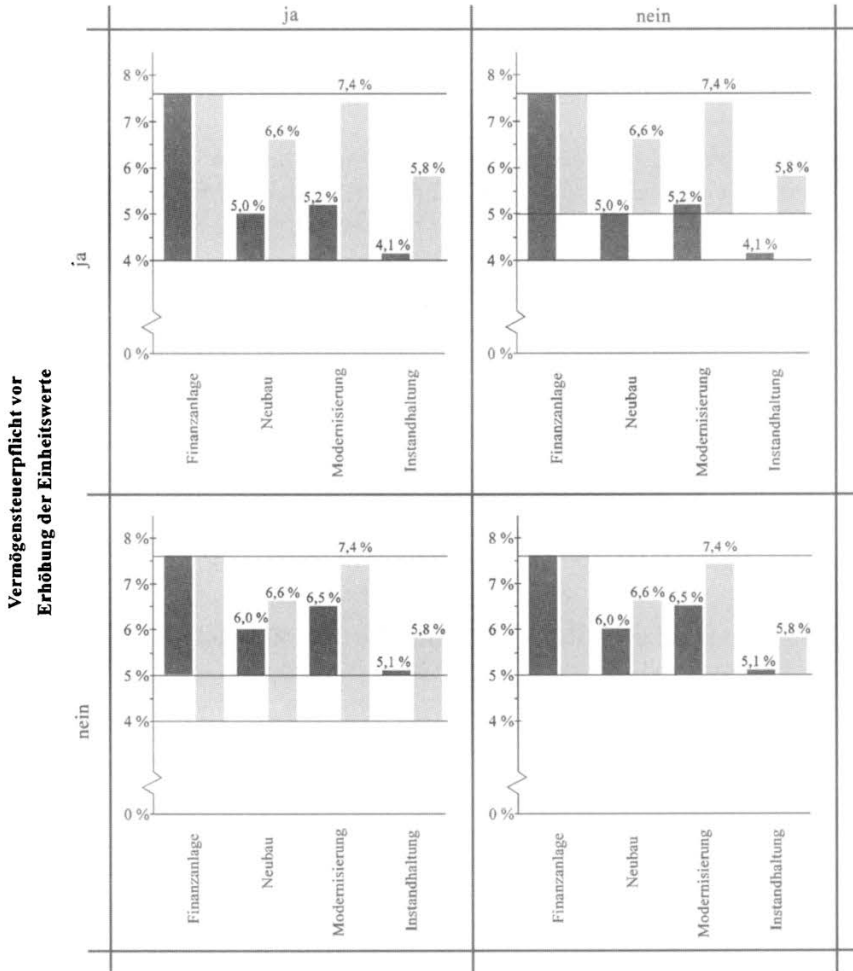 ja
nein
Vermögensteuerpflicht vor
Erhöhung der Einheitswerte
ja
8 %
7 %
6 %
5 %
4 %
0 %
7,4 %
6,6 %
5,0 %
5,2 %
5,8 %
4,1 %
Finanzanlage
Neubau
Modernisierung
Instandhaltung
8 %
7 %
6 %
5 %
4 %
0 %
7,4 %
6,6 %
5,0 %
5,2 %
5,8 %
4,1 %
Finanzanlage
Neubau
Modernisierung
Instandhaltung
nein
8 %
7 %
6 %
5 %
4 %
0 %
7,4 %
6,0 %
6,6 %
6,5 %
5,8 %
5,1 %
Finanzanlage
Neubau
Modernisierung
Instandhaltung
8 %
7 %
6 %
5 %
4 %
0 %
7,4 %
6,0 %
6,6 %
6,5 %
5,8 %
5,1 %
Finanzanlage
Neubau
Modernisierung
Instandhaltung